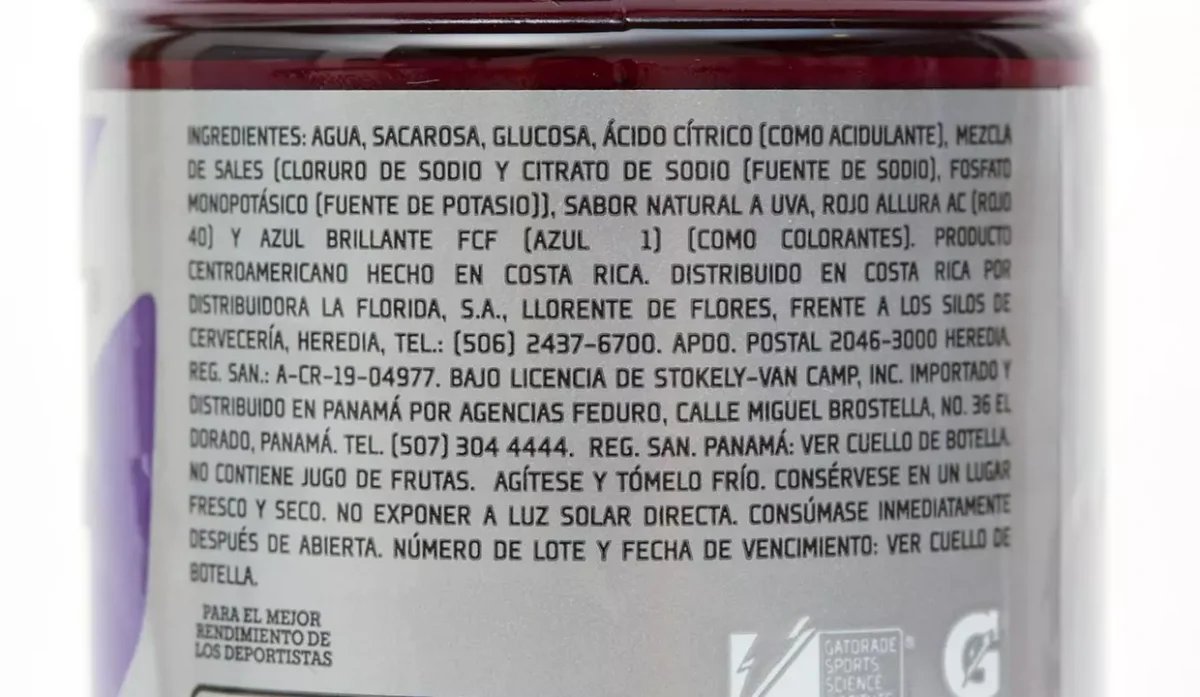 INGREDIENTES: AGUA, SACAROSA, GLUCOSA, ÁCIDO CÍTRICO (COMO ACIDULANTE), MEZCLA
DE SALES (CLORURO DE SODIO Y CITRATO DE SODIO (FUENTE DE SODIO), FOSFATO
MONOPOTÁSICO (FUENTE DE POTASIO)), SABOR NATURAL A UVA, ROJO ALLURA AC (ROJO
40) Y AZUL BRILLANTE FCF (AZUL 1) (COMO COLORANTES). PRODUCTO
CENTROAMERICANO HECHO EN COSTA RICA. DISTRIBUIDO EN COSTA RICA POR
DISTRIBUIDORA LA FLORIDA, S.A., LLORENTE DE FLORES, FRENTE A LOS SILOS DE
CERVECERÍA, HEREDIA, TEL.: (506) 2437-6700. APDO. POSTAL 2046-3000 HEREDIA.
REG. SAN.: A-CR-19-04977. BAJO LICENCIA DE STOKELY-VAN CAMP, INC. IMPORTADO Y
DISTRIBUIDO EN PANAMÁ POR AGENCIAS FEDURO, CALLE MIGUEL BROSTELLA, NO. 36 EL
DORADO, PANAMÁ. TEL. (507) 304 4444. REG. SAN. PANAMÁ: VER CUELLO DE BOTELLA.
NO CONTIENE JUGO DE FRUTAS. AGÍTESE Y TÓMELO FRÍO. CONSÉRVESE EN UN LUGAR
FRESCO Y SECO. NO EXPONER A LUZ SOLAR DIRECTA. CONSÚMASE INMEDIATAMENTE
DESPUÉS DE ABIERTA. NÚMERO DE LOTE Y FECHA DE VENCIMIENTO: VER CUELLO DE
BOTELLA.
PARA EL MEJOR
RENDIMIENTO DE
LOS DEPORTISTAS
GATORADE
SPORTS
SCIENCE
G